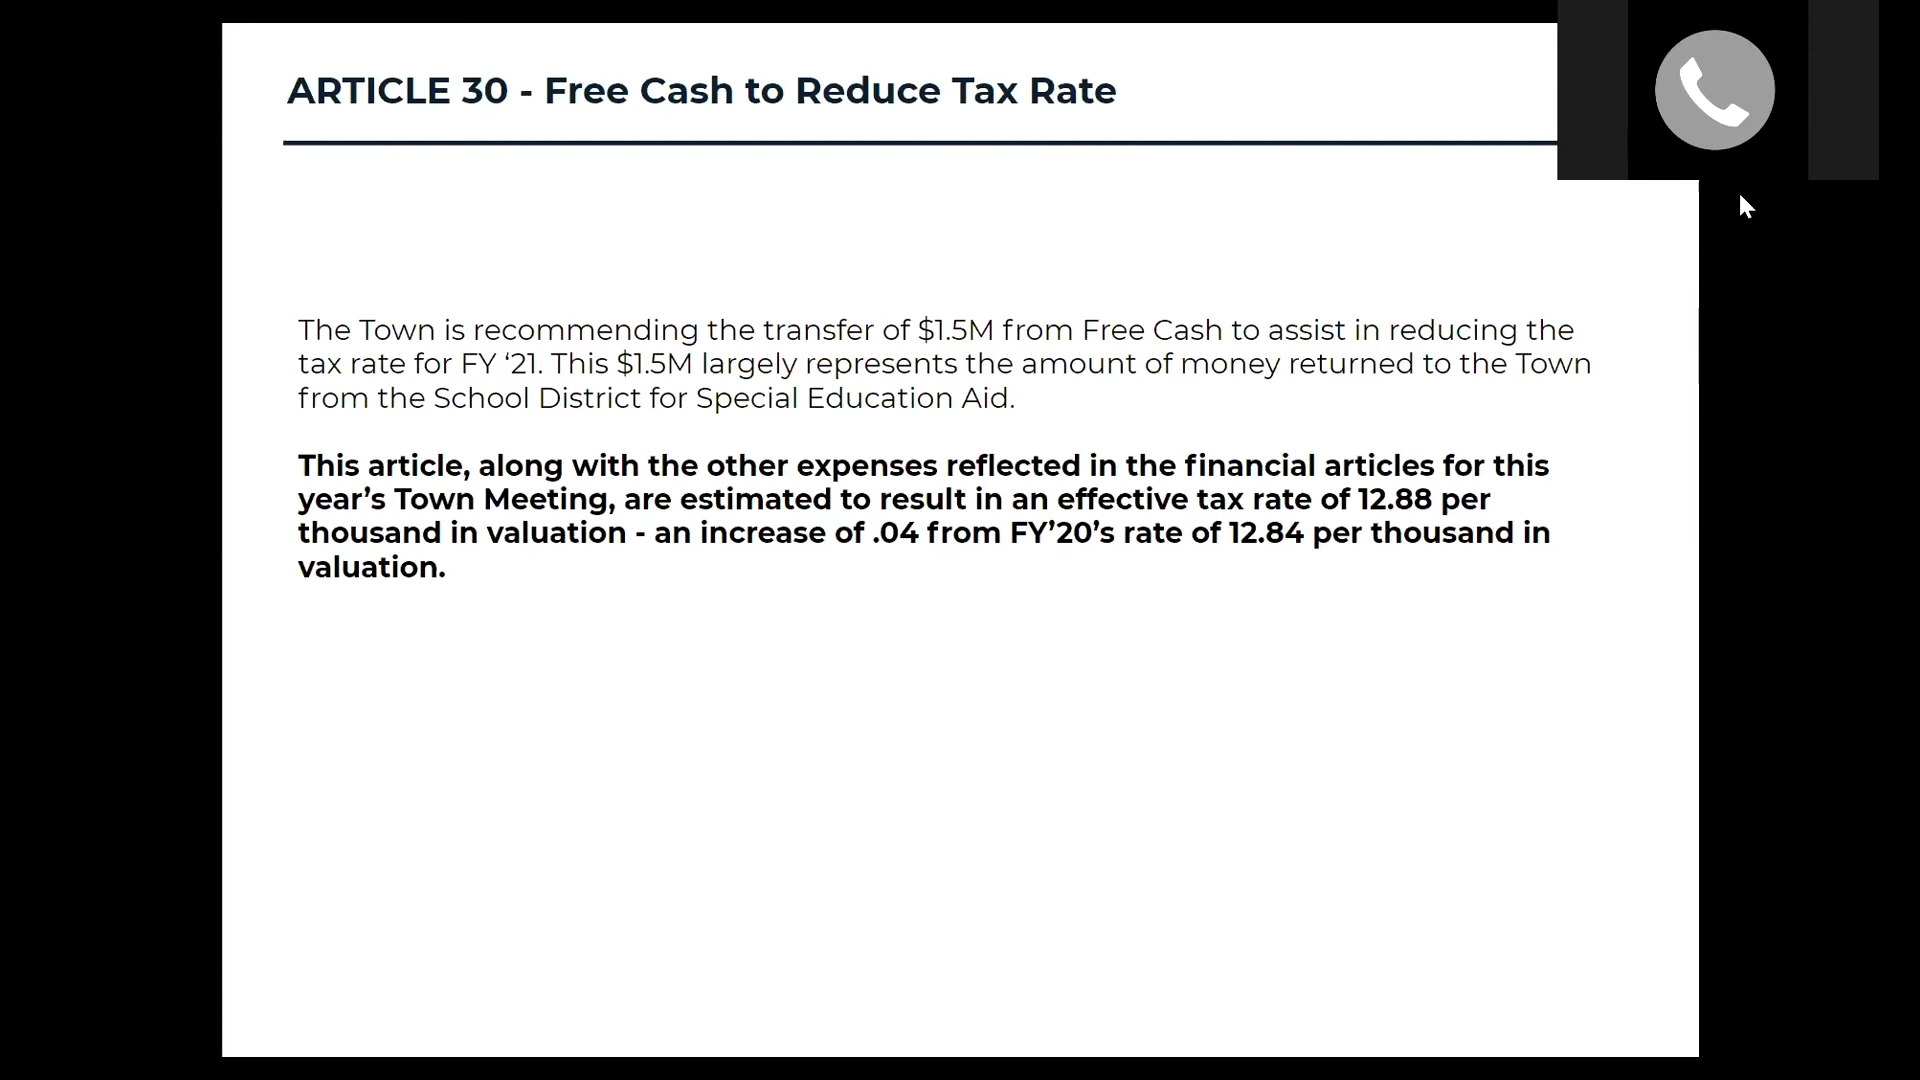 ARTICLE 30 - Free Cash to Reduce Tax Rate
The Town is recommending the transfer of $1.5M from Free Cash to assist in reducing the
tax rate for FY ‘21. This $1.5M largely represents the amount of money returned to the Town
from the School District for Special Education Aid.
This article, along with the other expenses reflected in the financial articles for this
year’s Town Meeting, are estimated to result in an effective tax rate of 12.88 per
thousand in valuation - an increase of .04 from FY’20’s rate of 12.84 per thousand in
valuation.